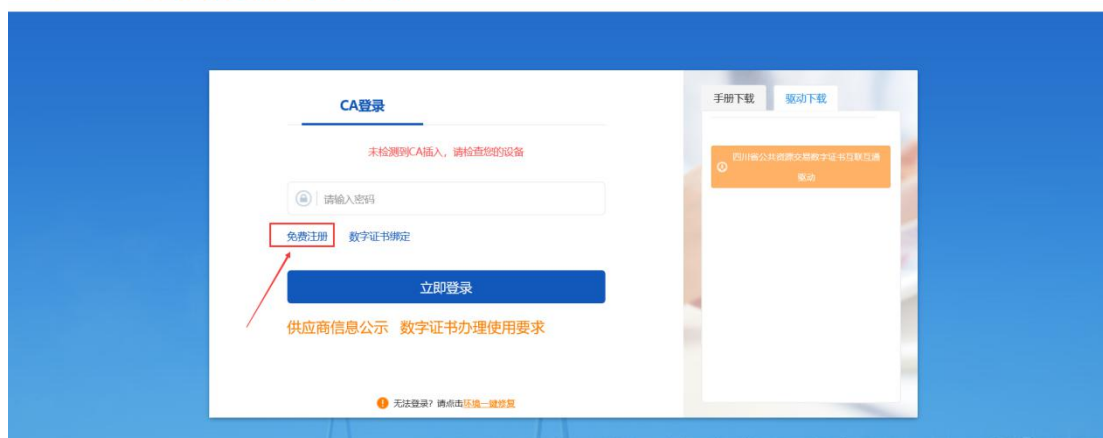 CA登录
未检测到CA插入，请检查您的设备
请输入密码
免费注册 数字证书绑定
立即登录
供应商信息公示 数字证书办理使用要求
无法登录？请点击环境一键修复
手册下载 驱动下载
四川省公共资源交易数字证书互联互通
驱动